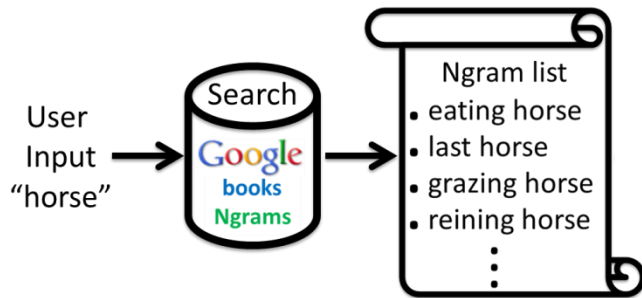 User
Input
“horse”
Search
Google
books
Ngrams
Ngram list
eating horse
last horse
grazing horse
reining horse